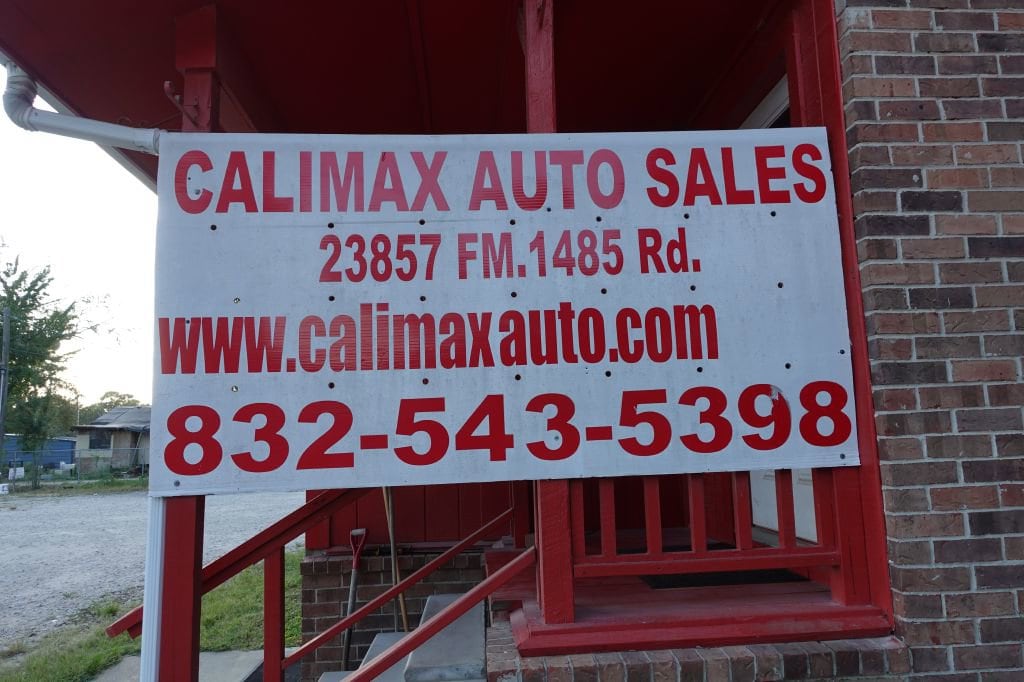 CALIMAX AUTO SALES
23857 FM.1485 Rd.
www.calimaxauto.com
832-543-5398